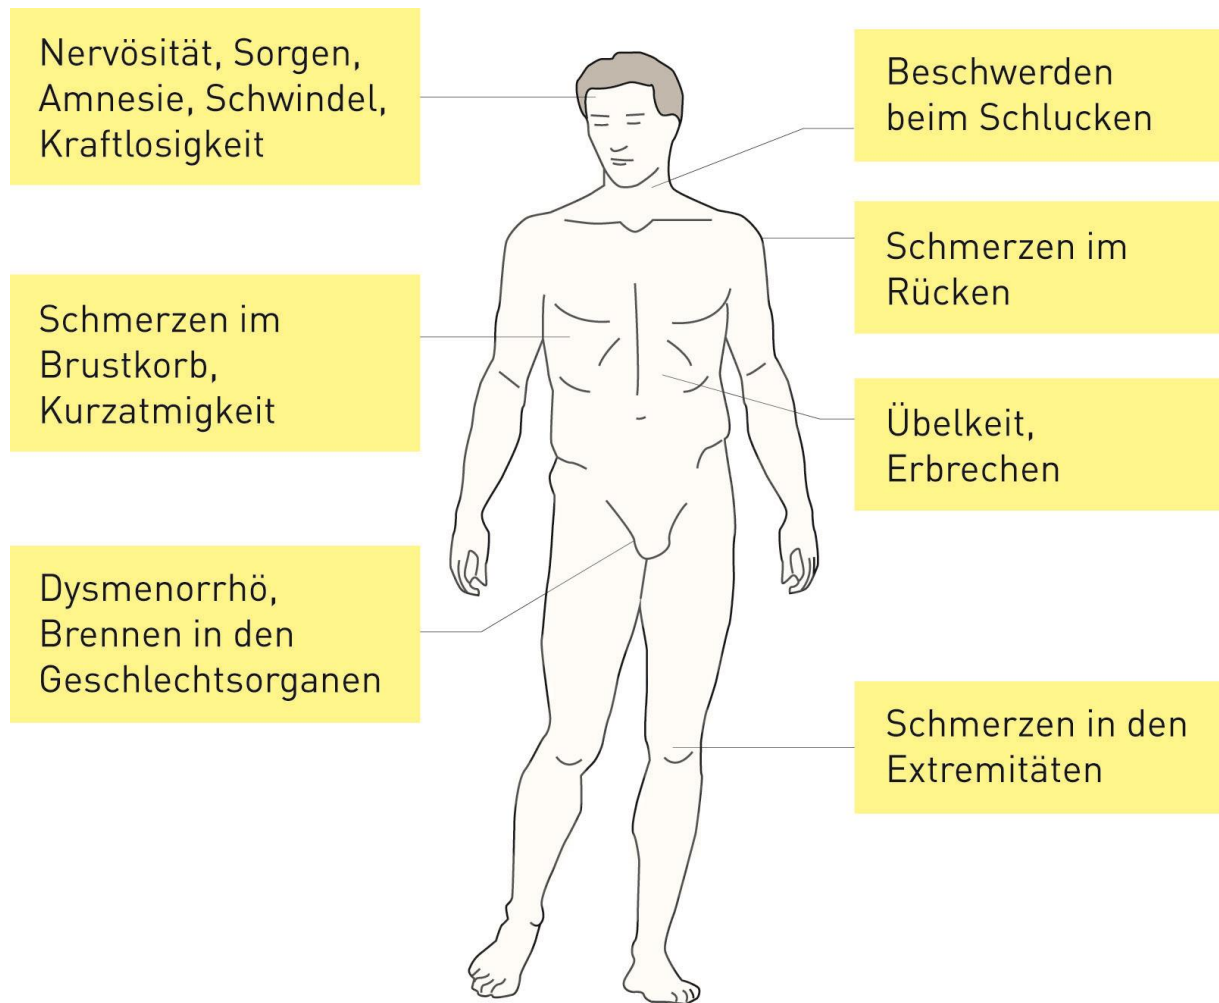 Nervösität, Sorgen,
Amnesie, Schwindel,
Kraftlosigkeit
Beschwerden
beim Schlucken
Schmerzen im
Rücken
Schmerzen im
Brustkorb,
Kurzatmigkeit
Übelkeit,
Erbrechen
Dysmenorrhö,
Brennen in den
Geschlechtsorganen
Schmerzen in den
Extremitäten